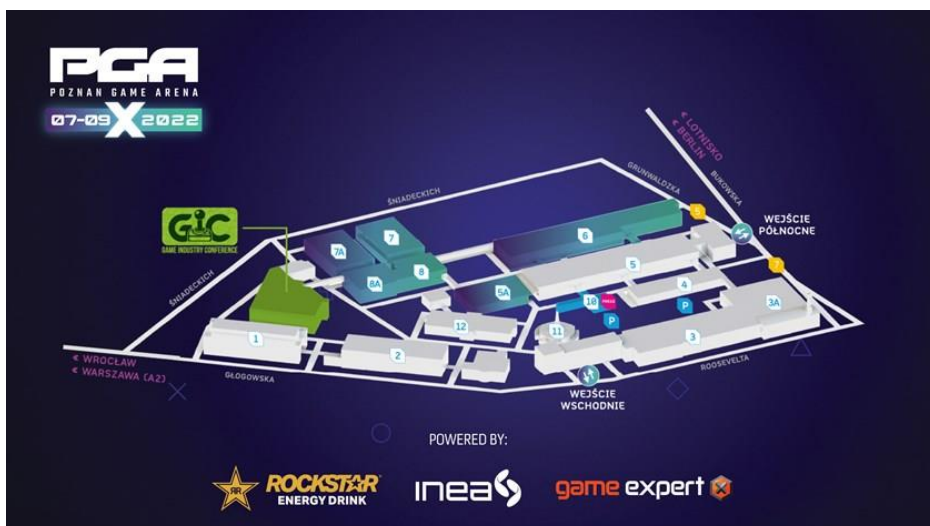 PGA
POZNAN GAME ARENA
07-09 X 2022
< LOTNISKO
< BERLIN
GRUNWALDZKA
BUKOWSKA
ŚNIADECKICH
WEJŚCIE
PÓŁNOCNE
GIC
GAME INDUSTRY CONFERENCE
7
7A
8
8A
6
5
5
7
5A
4
3A
10
P
P
11
12
3
1
2
ŚNIADECKICH
< WROCŁAW
< WARSZAWA (A2)
GŁOGOWSKA
ROOSEVELTA
WEJŚCIE
WSCHODNIE
POWERED BY:
R
ROCKSTAR
ENERGY DRINK
inea
game expert